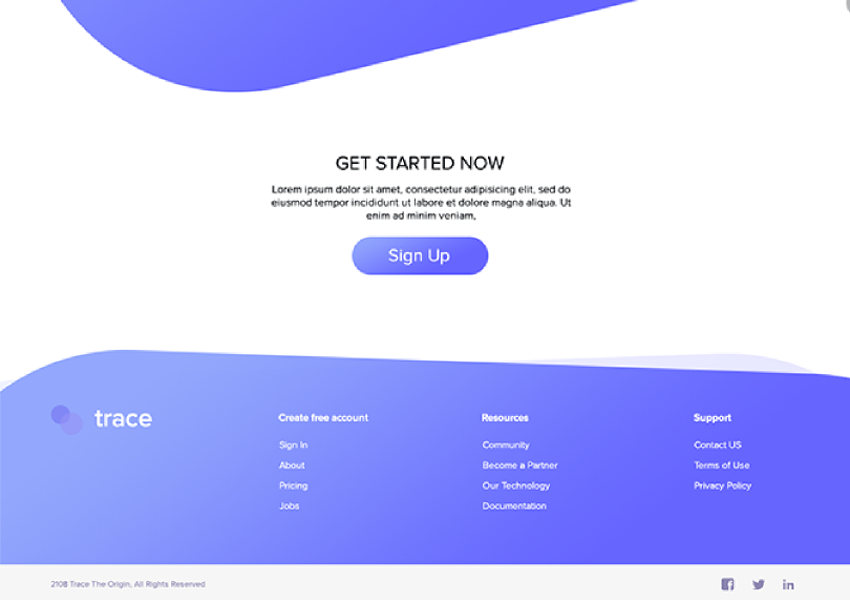 GET STARTED NOW
Lorem ipsum dolor sit amet, consectetur adipisicing elit, sed do
eiusmod tempor incididunt ut labore et dolore magna aliqua. Ut
enim ad minim veniam,
Sign Up
trace
Create free account
Sign In
About
Pricing
Jobs
Resources
Community
Become a Partner
Our Technology
Documentation
Support
Contact US
Terms of Use
Privacy Policy
2108 Trace The Origin, All Rights Reserved